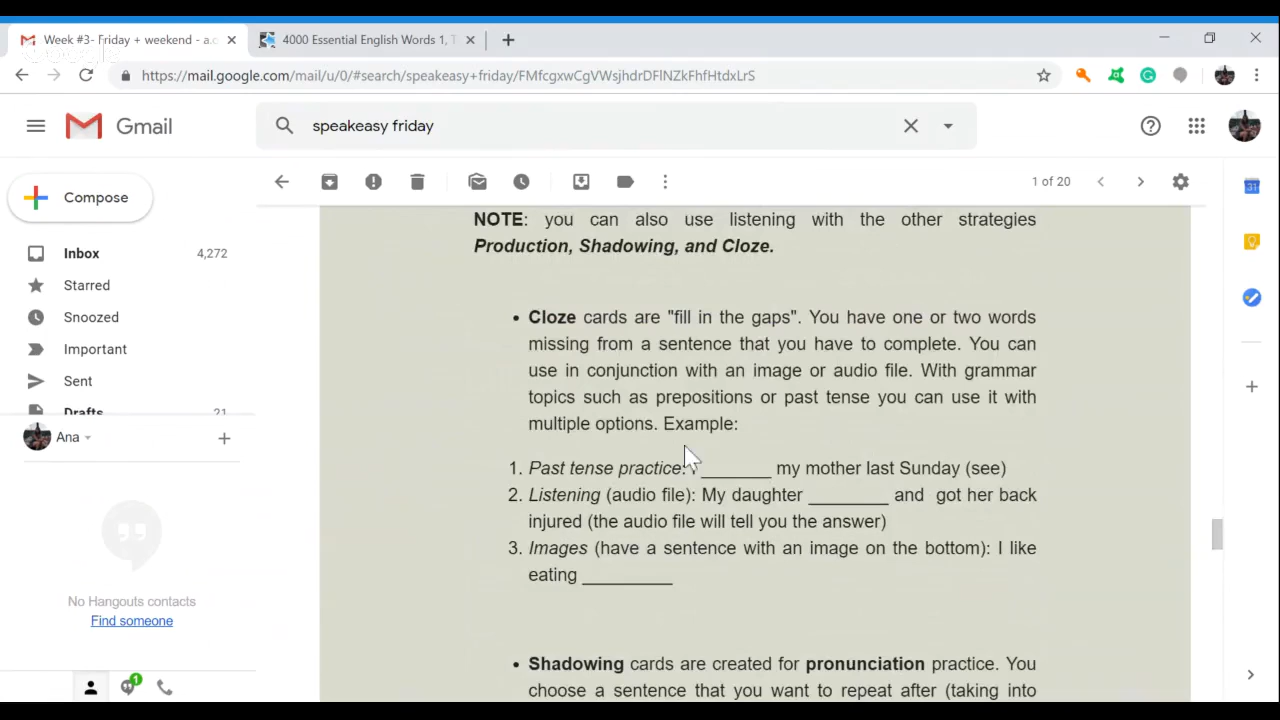 Week #3- Friday + weekend - a.c
4000 Essential English Words 1, T
https://mail.google.com/mail/u/0/#search/speakeasy+friday/FMfcgxwCgVWsjhdrDFlNZkFhfHtdxLrS
Gmail
speakeasy friday
Compose
1 of 20
31
Inbox 4,272
Starred
Snoozed
Important
Sent
Drafts 21
Ana
No Hangouts contacts
Find someone
1
NOTE: you can also use listening with the other strategies
Production, Shadowing, and Cloze.
• Cloze cards are "fill in the gaps". You have one or two words
missing from a sentence that you have to complete. You can
use in conjunction with an image or audio file. With grammar
topics such as prepositions or past tense you can use it with
multiple options. Example:
1. Past tense practice: I _______ my mother last Sunday (see)
2. Listening (audio file): My daughter ________ and got her back
injured (the audio file will tell you the answer)
3. Images (have a sentence with an image on the bottom): I like
eating _________
• Shadowing cards are created for pronunciation practice. You
choose a sentence that you want to repeat after (taking into